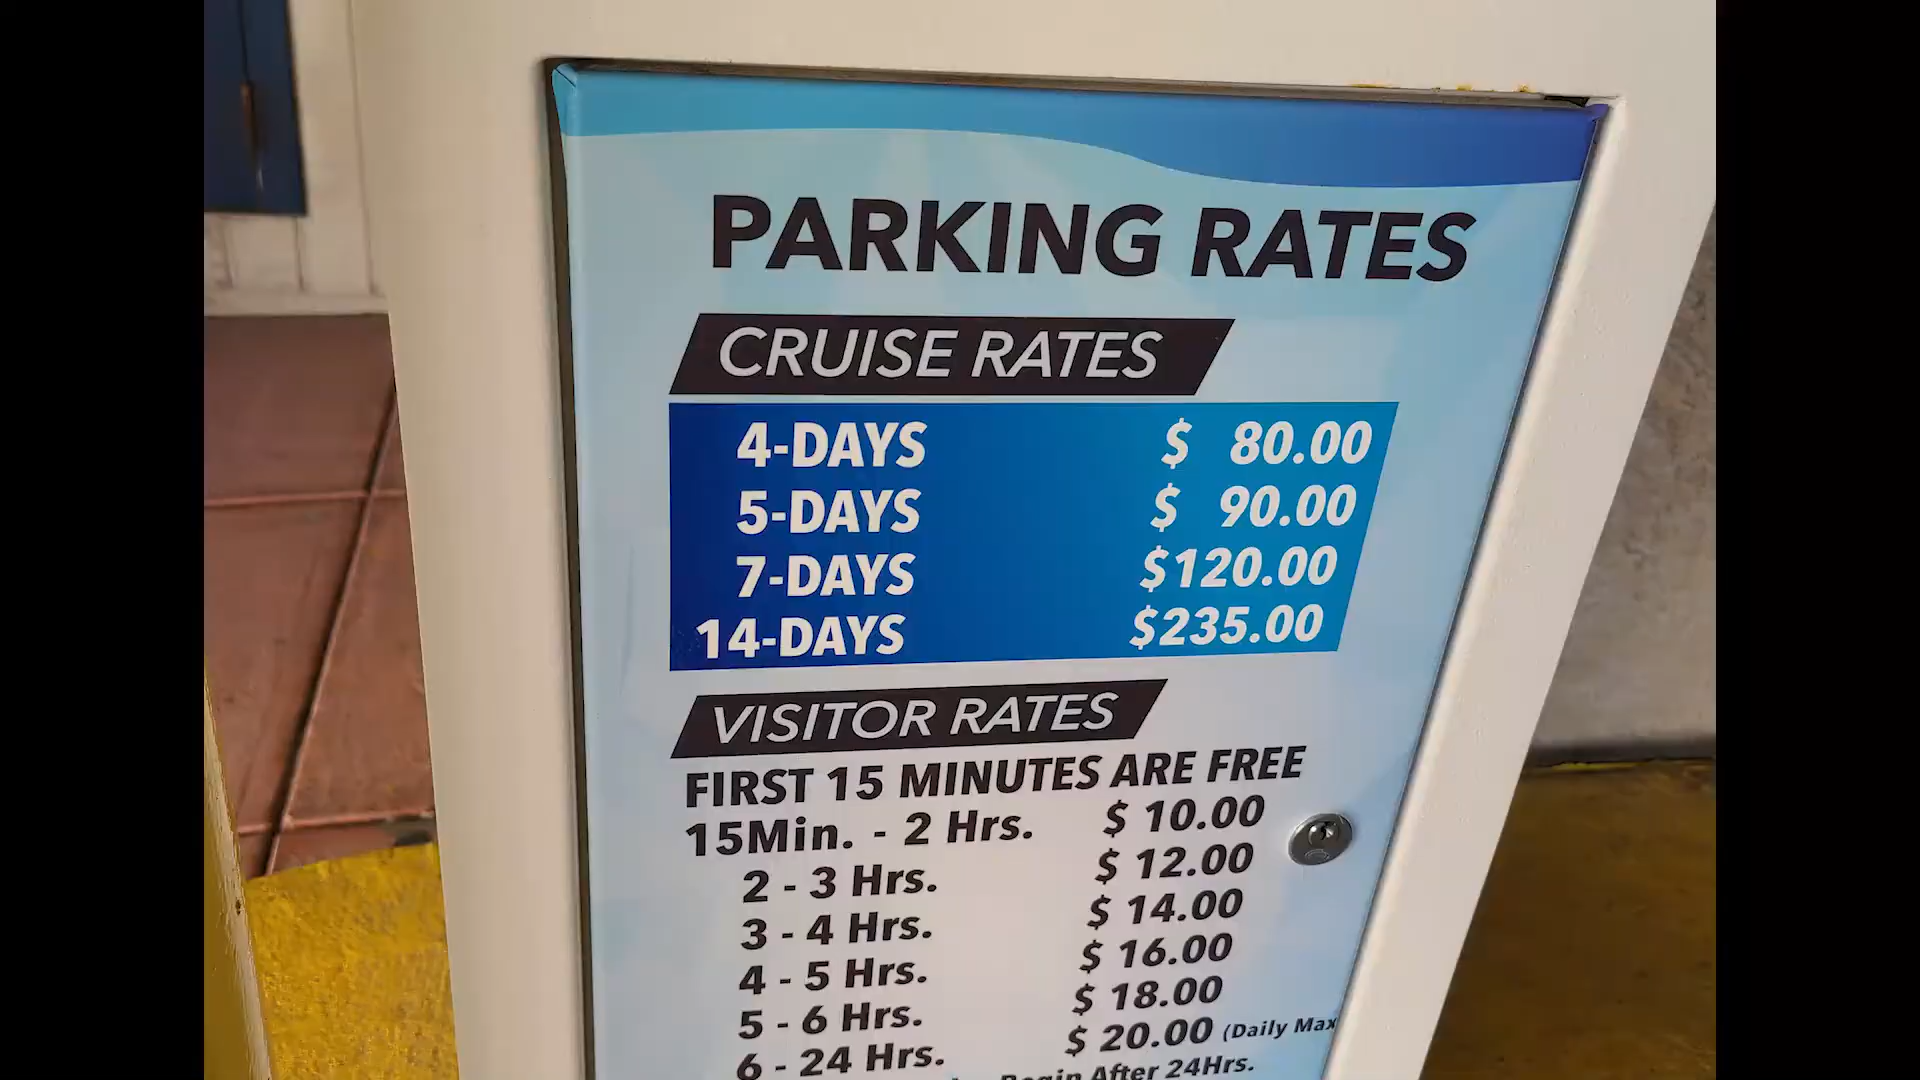 PARKING RATES
CRUISE RATES
4-DAYS $ 80.00
5-DAYS $ 90.00
7-DAYS $120.00
14-DAYS $235.00
VISITOR RATES
FIRST 15 MINUTES ARE FREE
15Min. - 2 Hrs. $ 10.00
2 - 3 Hrs. $ 12.00
3 - 4 Hrs. $ 14.00
4 - 5 Hrs. $ 16.00
5 - 6 Hrs. $ 18.00
6 - 24 Hrs. $ 20.00 (Daily Max
Begin After 24Hrs.